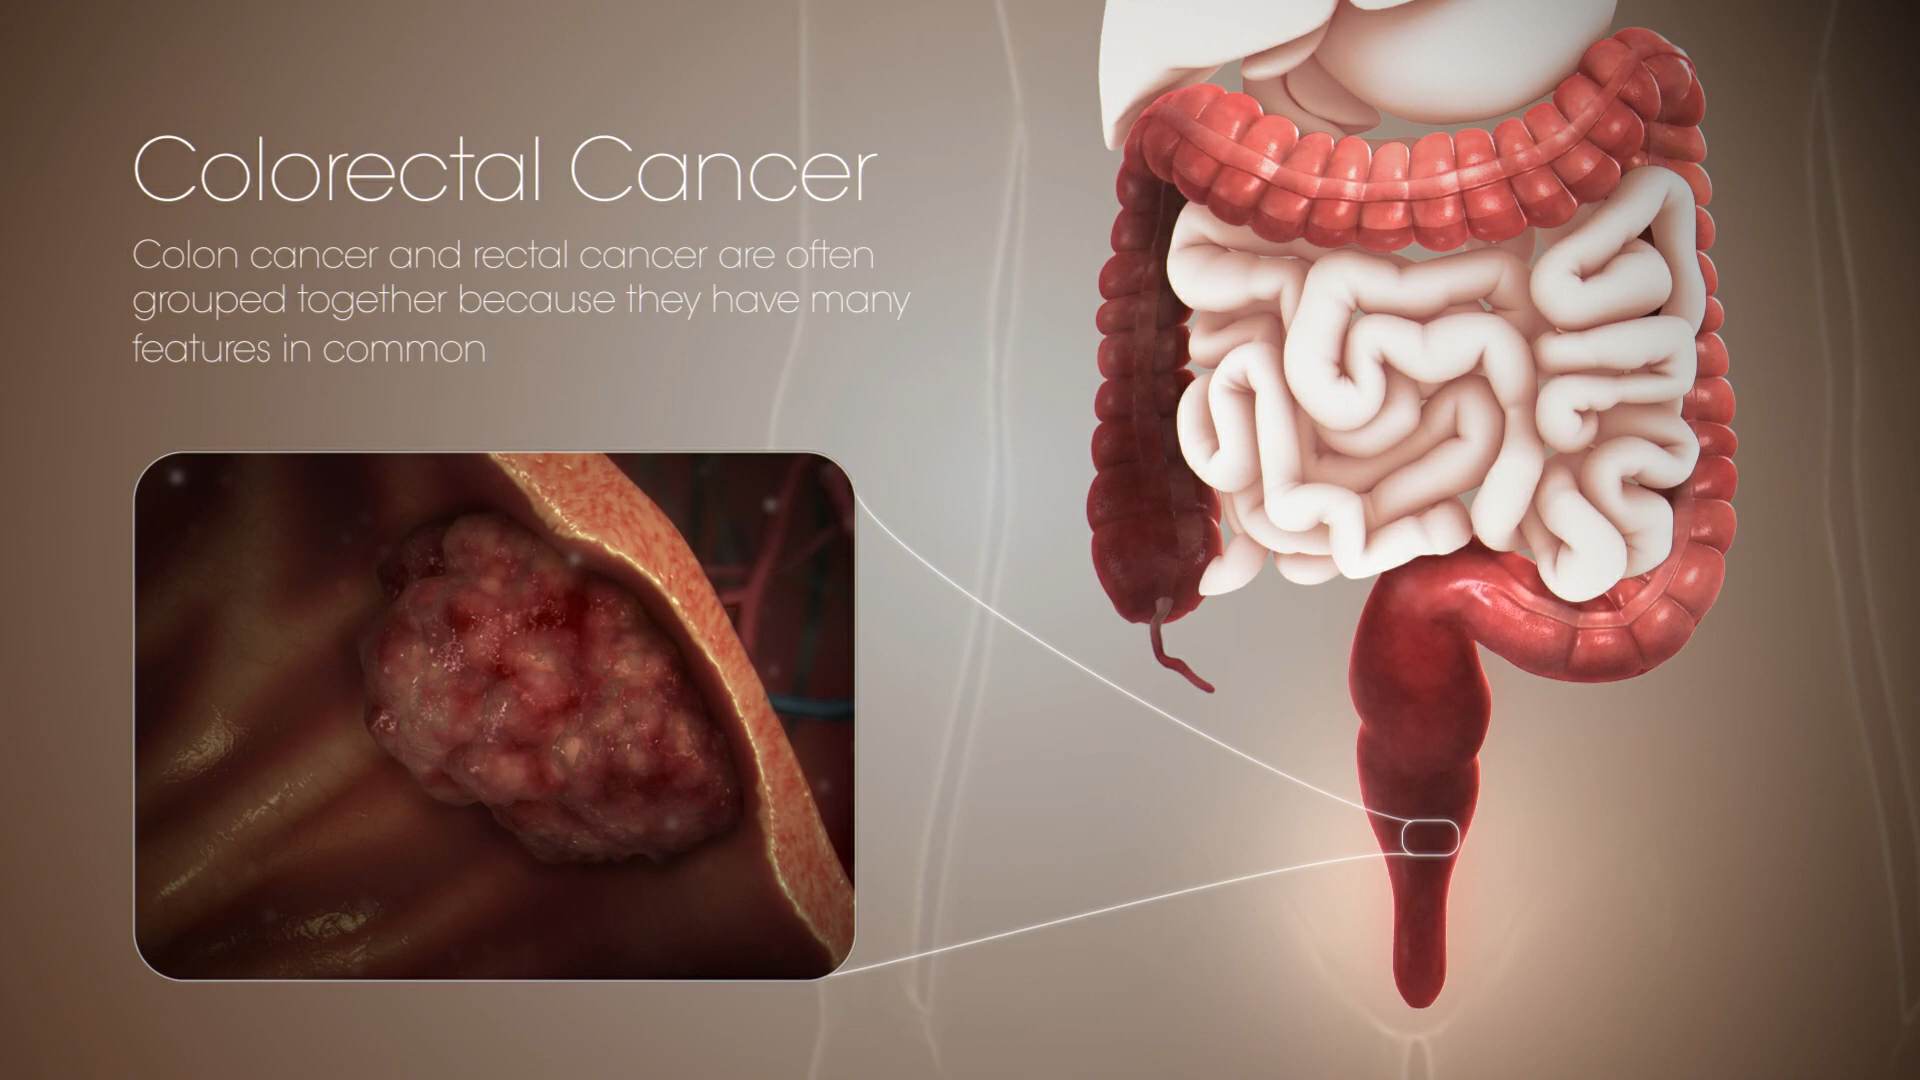 Colorectal Cancer
Colon cancer and rectal cancer are often
grouped together because they have many
features in common